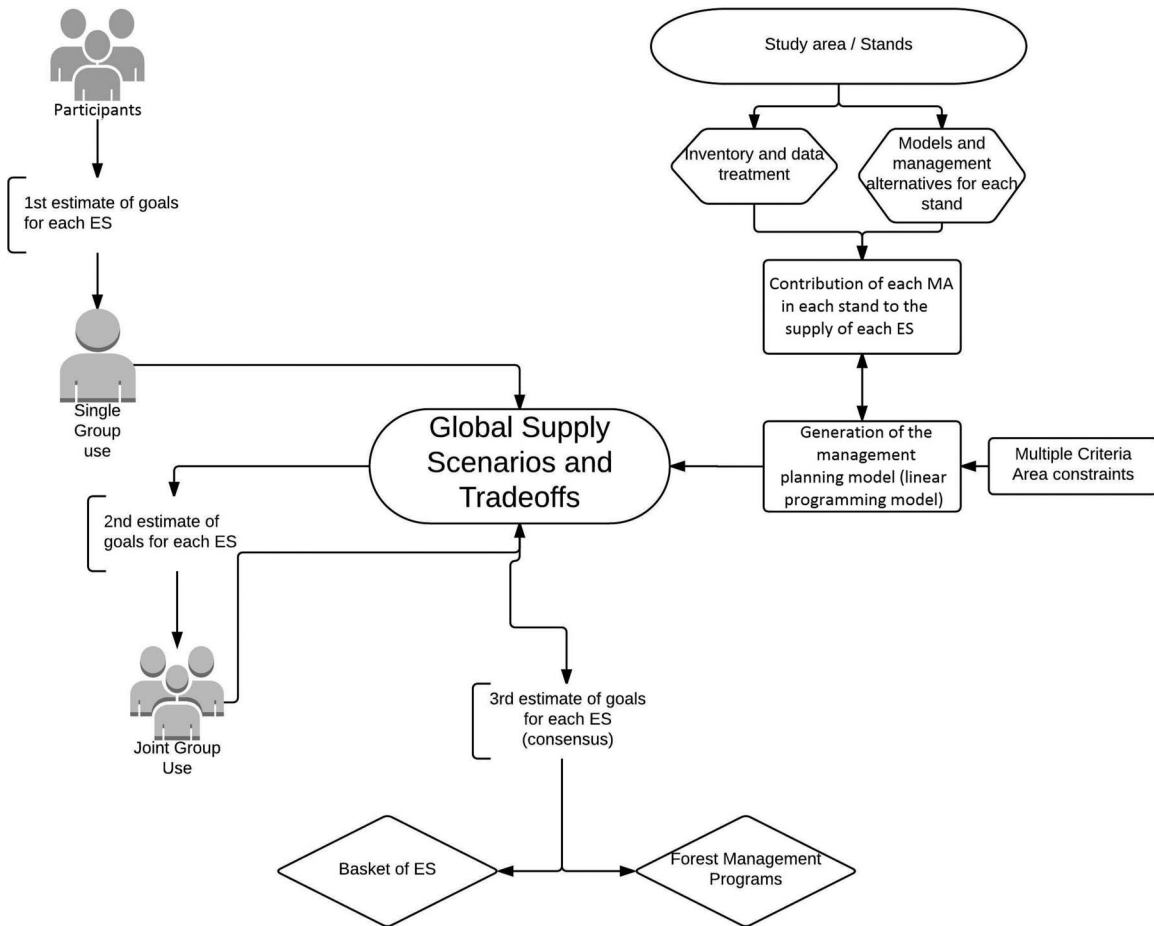 Participants
1st estimate of goals
for each ES
Single
Group
use
2nd estimate of
goals for each ES
Joint Group
Use
Study area / Stands
Inventory and data
treatment
Models and
management
alternatives for each
stand
Contribution of each MA
in each stand to the
supply of each ES
Generation of the
management
planning model (linear
programming model)
Multiple Criteria
Area constraints
Global Supply
Scenarios and
Tradeoffs
3rd estimate of goals
for each ES
(consensus)
Basket of ES
Forest Management
Programs